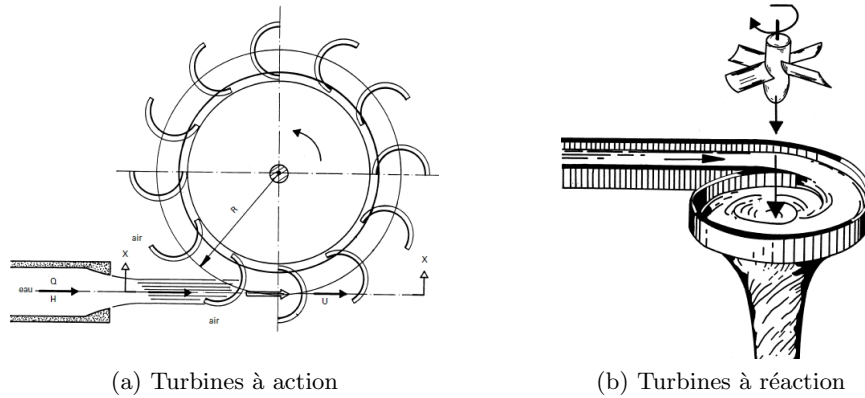 R
air
X
X
Q
eau
H
U
air
(a) Turbines à action
(b) Turbines à réaction